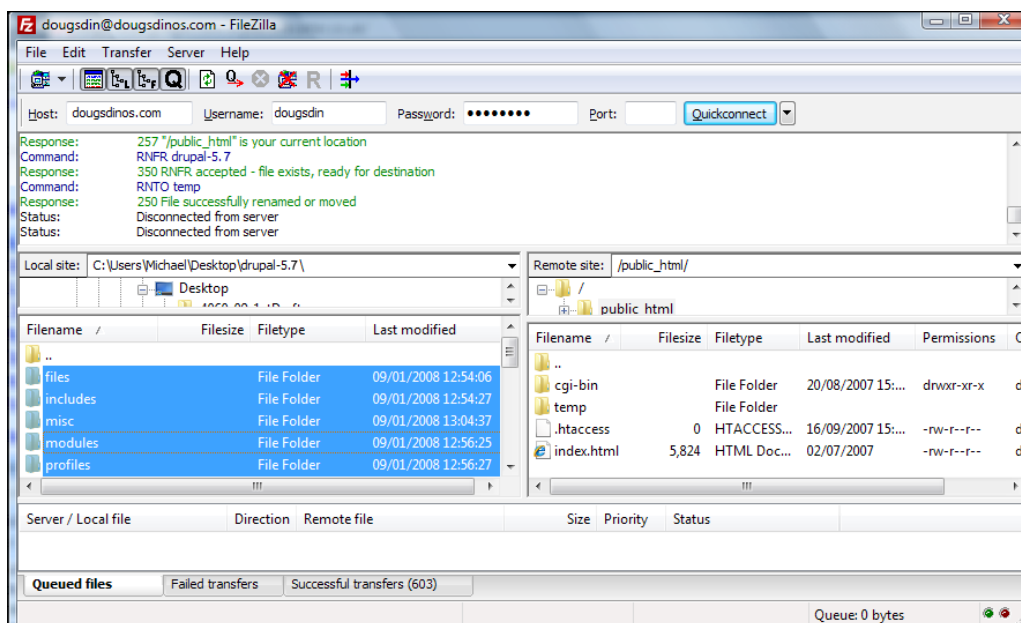 dougsdin@dougsdinos.com - FileZilla
File Edit Transfer Server Help
Host: dougsdinos.com Username: dougsdin Password: ●●●●●●●● Port: Quickconnect
Response: 257 "/public_html" is your current location
Command: RNFR drupal-5.7
Response: 350 RNFR accepted - file exists, ready for destination
Command: RNTO temp
Response: 250 File successfully renamed or moved
Status: Disconnected from server
Status: Disconnected from server
Local site: C:\Users\Michael\Desktop\drupal-5.7\
Desktop
Remote site: /public_html/
/
public_html
Filename / Filesize Filetype Last modified
..
files File Folder 09/01/2008 12:54:06
includes File Folder 09/01/2008 12:54:27
misc File Folder 09/01/2008 13:04:37
modules File Folder 09/01/2008 12:56:25
profiles File Folder 09/01/2008 12:56:27
Filename / Filesize Filetype Last modified Permissions
..
cgi-bin File Folder 20/08/2007 15:... drwxr-xr-x
temp File Folder
.htaccess 0 HTACCESS... 16/09/2007 15:... -rw-r--r--
index.html 5,824 HTML Doc... 02/07/2007 -rw-r--r--
Server / Local file Direction Remote file Size Priority Status
Queued files Failed transfers Successful transfers (603)
Queue: 0 bytes